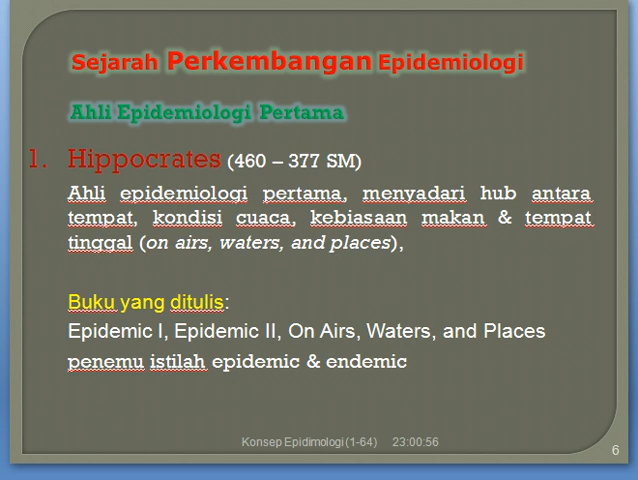 Sejarah Perkembangan Epidemiologi
Ahli Epidemiologi Pertama
1. Hippocrates (460 – 377 SM)
Ahli epidemiologi pertama, menyadari hub antara
tempat, kondisi cuaca, kebiasaan makan & tempat
tinggal (on airs, waters, and places),
Buku yang ditulis:
Epidemic I, Epidemic II, On Airs, Waters, and Places
penemu istilah epidemic & endemic
Konsep Epidimologi (1-64) 23:00:56
6